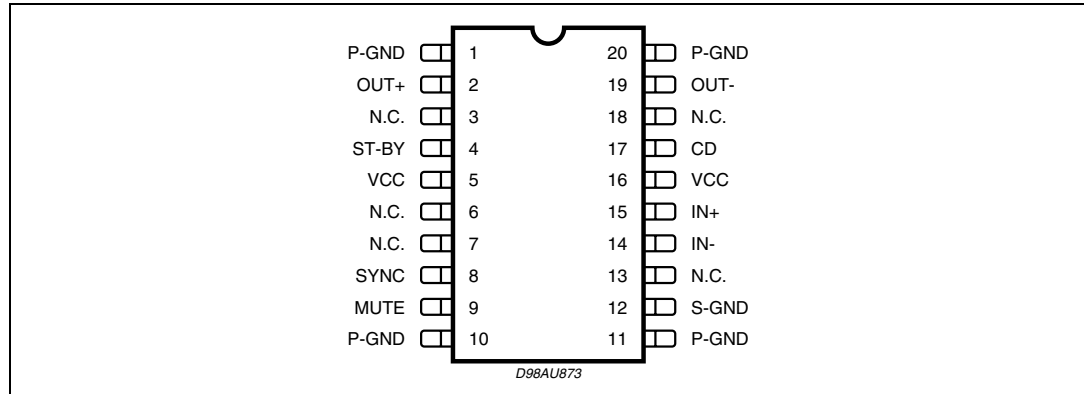 P-GND 1 20 P-GND
OUT+ 2 19 OUT-
N.C. 3 18 N.C.
ST-BY 4 17 CD
VCC 5 16 VCC
N.C. 6 15 IN+
N.C. 7 14 IN-
SYNC 8 13 N.C.
MUTE 9 12 S-GND
P-GND 10 11 P-GND
D98AU873